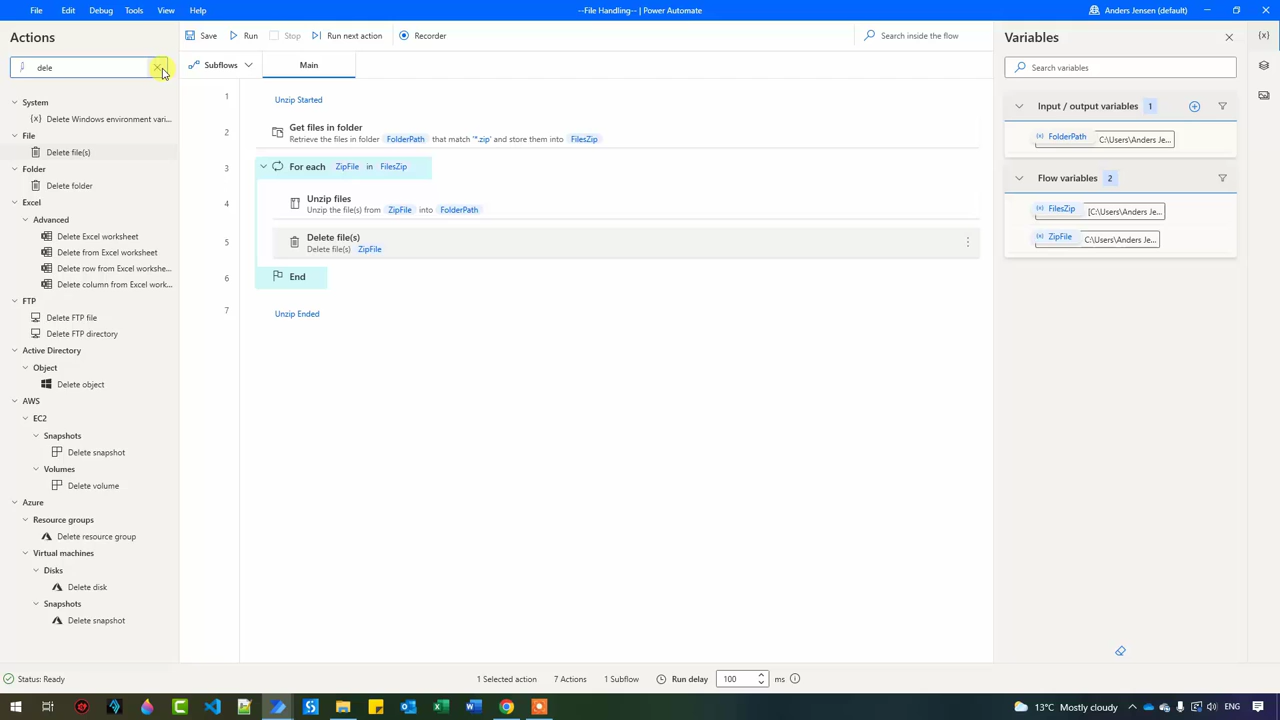 File Edit Debug Tools View Help
--File Handling-- | Power Automate
Anders Jensen (default)
Actions
dele
System
Delete Windows environment vari...
File
Delete file(s)
Folder
Delete folder
Excel
Advanced
Delete Excel worksheet
Delete from Excel worksheet
Delete row from Excel workshe...
Delete column from Excel work...
FTP
Delete FTP file
Delete FTP directory
Active Directory
Object
Delete object
AWS
EC2
Snapshots
Delete snapshot
Volumes
Delete volume
Azure
Resource groups
Delete resource group
Virtual machines
Disks
Delete disk
Snapshots
Delete snapshot
Save Run Stop Run next action Recorder
Search inside the flow
Subflows Main
1 Unzip Started
2 Get files in folder
Retrieve the files in folder FolderPath that match '*.zip' and store them into FilesZip
3 For each ZipFile in FilesZip
4 Unzip files
Unzip the file(s) from ZipFile into FolderPath
5 Delete file(s)
Delete file(s) ZipFile
6 End
7 Unzip Ended
Variables
Search variables
Input / output variables 1
FolderPath C:\Users\Anders Je...
Flow variables 2
FilesZip [C:\Users\Anders Je...
ZipFile C:\Users\Anders Je...
Status: Ready
1 Selected action 7 Actions 1 Subflow Run delay 100 ms
13°C Mostly cloudy
ENG